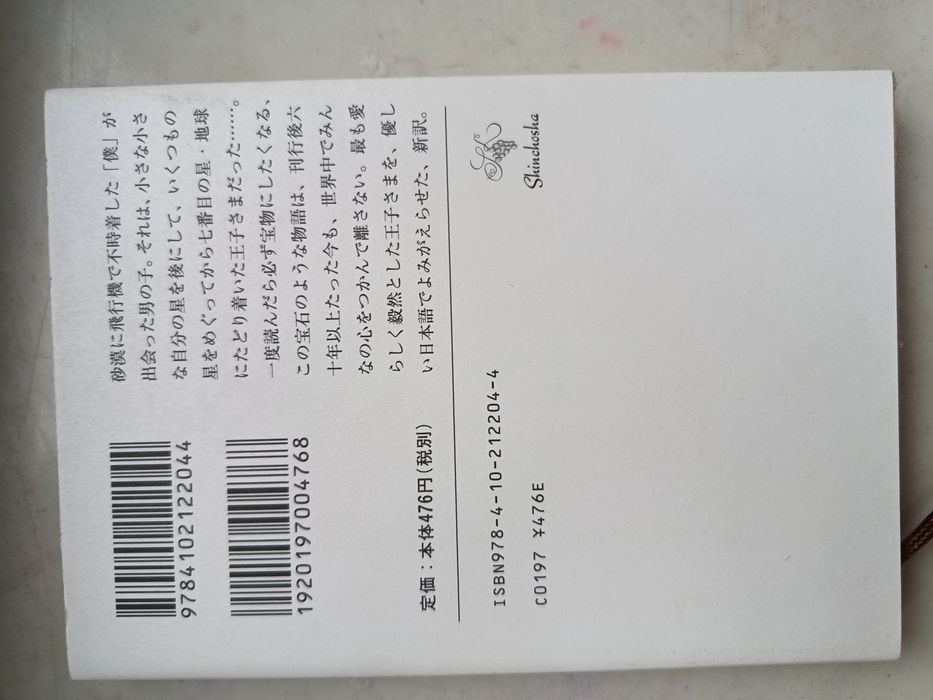 9784102122044
1920197004768
砂漠に飛行機で不時着した「僕」が
出会った男の子。それは、小さな小さ
な自分の星を後にして、いくつもの
星をめぐってから七番目の星・地球
にたどり着いた王子さまだった……。
一度読んだら必ず宝物にしたくなる、
この宝石のような物語は、刊行後六
十年以上たった今も、世界中でみん
なの心をつかんで離さない。最も愛
らしく毅然とした王子さまを、優し
い日本語でよみがえらせた、新訳。
定価：本体476円(税別)
ISBN978-4-10-212204-4
C0197 ¥476E
Shinchosha